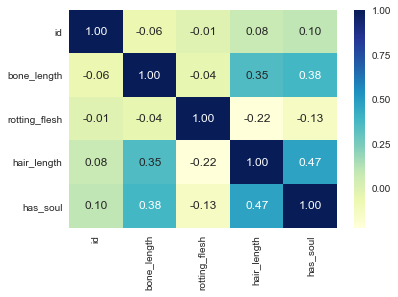 id 1.00 -0.06 -0.01 0.08 0.10
bone_length -0.06 1.00 -0.04 0.35 0.38
rotting_flesh -0.01 -0.04 1.00 -0.22 -0.13
hair_length 0.08 0.35 -0.22 1.00 0.47
has_soul 0.10 0.38 -0.13 0.47 1.00
id
bone_length
rotting_flesh
hair_length
has_soul
1.00
0.75
0.50
0.25
0.00